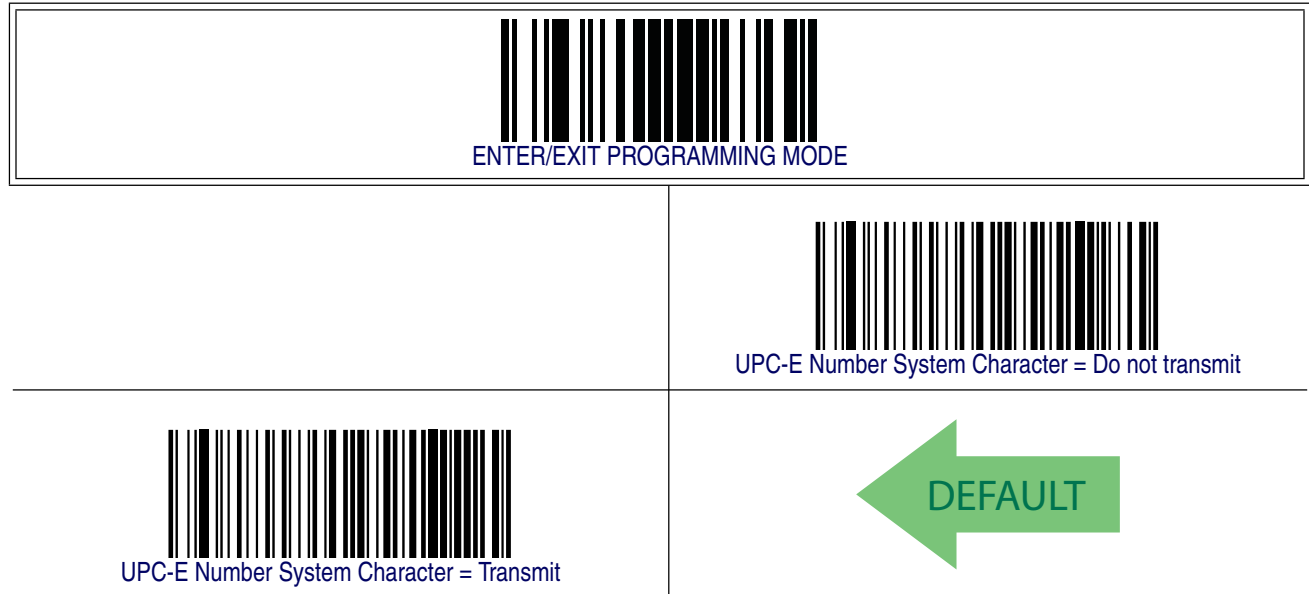 ENTER/EXIT PROGRAMMING MODE
UPC-E Number System Character = Do not transmit
UPC-E Number System Character = Transmit
DEFAULT